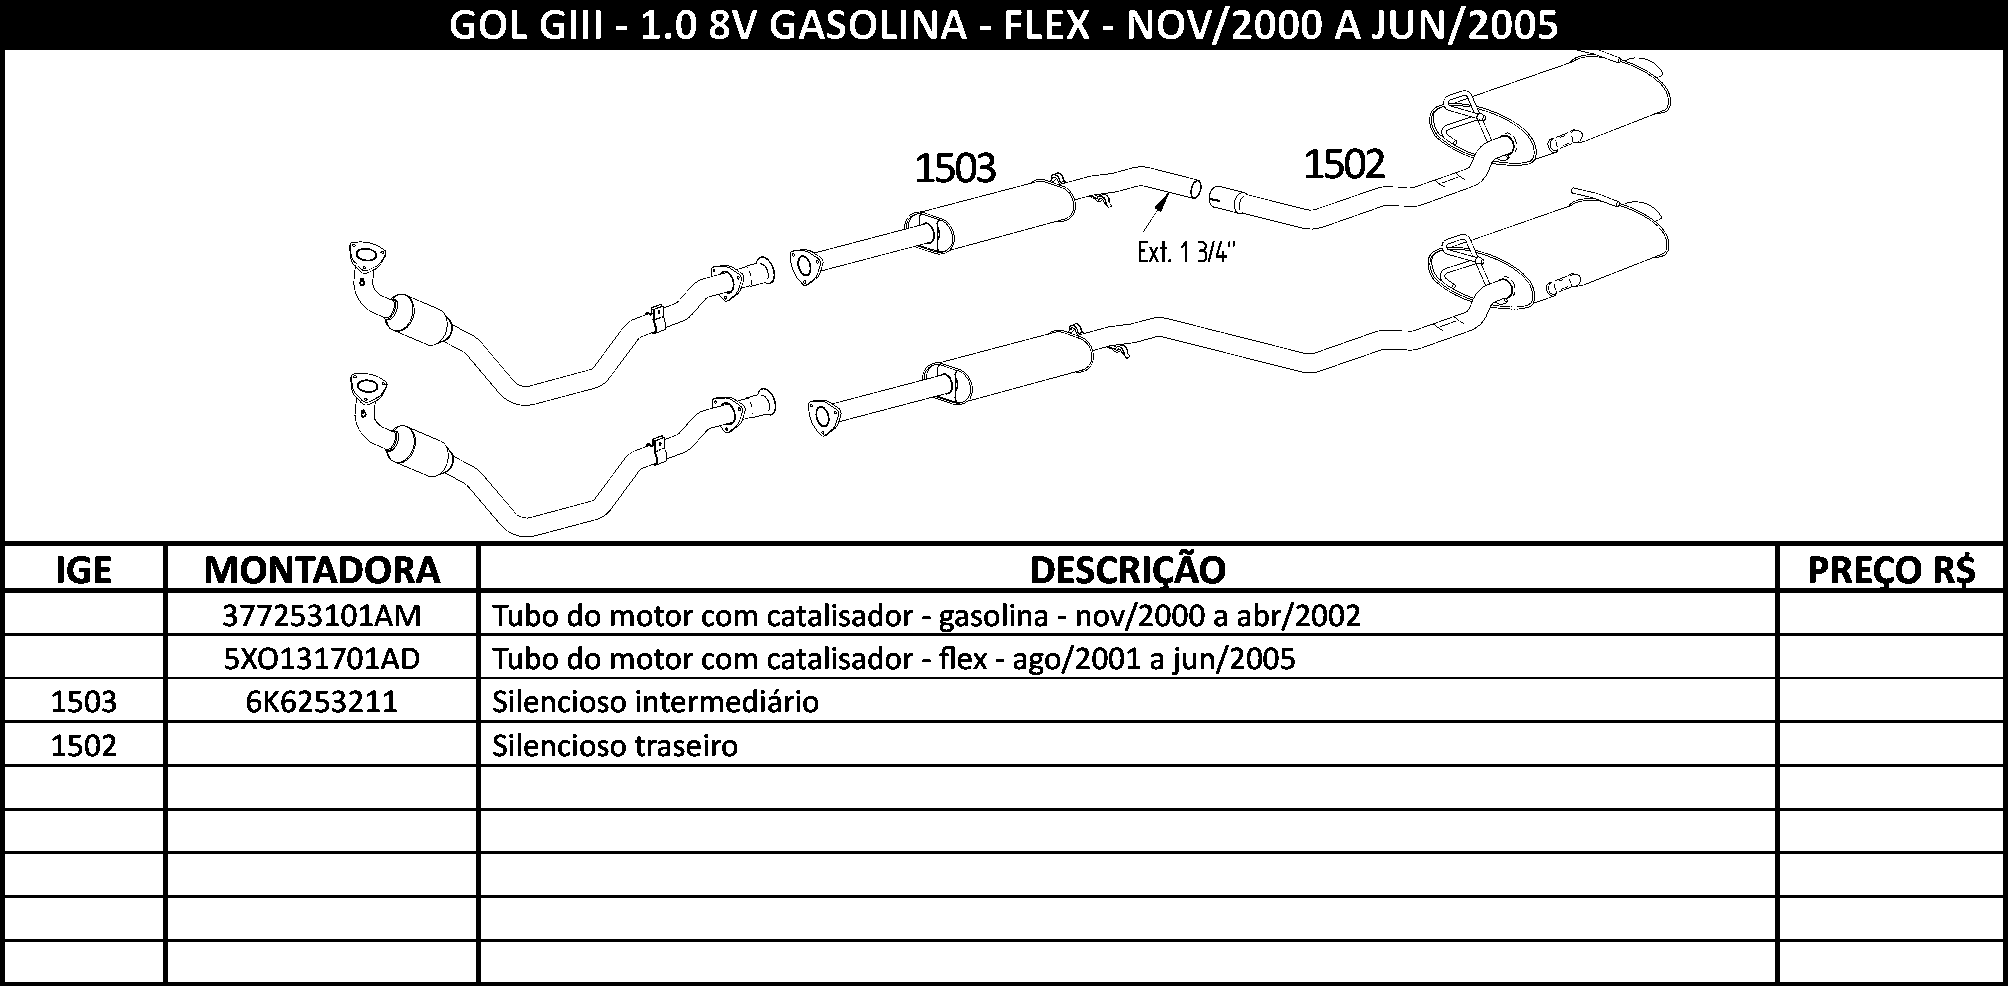 GOL GIII - 1.0 8V GASOLINA - FLEX - NOV/2000 A JUN/2005
1503
1502
Ext. 1 3/4"
IGE MONTADORA DESCRIÇÃO PREÇO R$
377253101AM Tubo do motor com catalisador - gasolina - nov/2000 a abr/2002
5XO131701AD Tubo do motor com catalisador - flex - ago/2001 a jun/2005
1503 6K6253211 Silencioso intermediário
1502 Silencioso traseiro